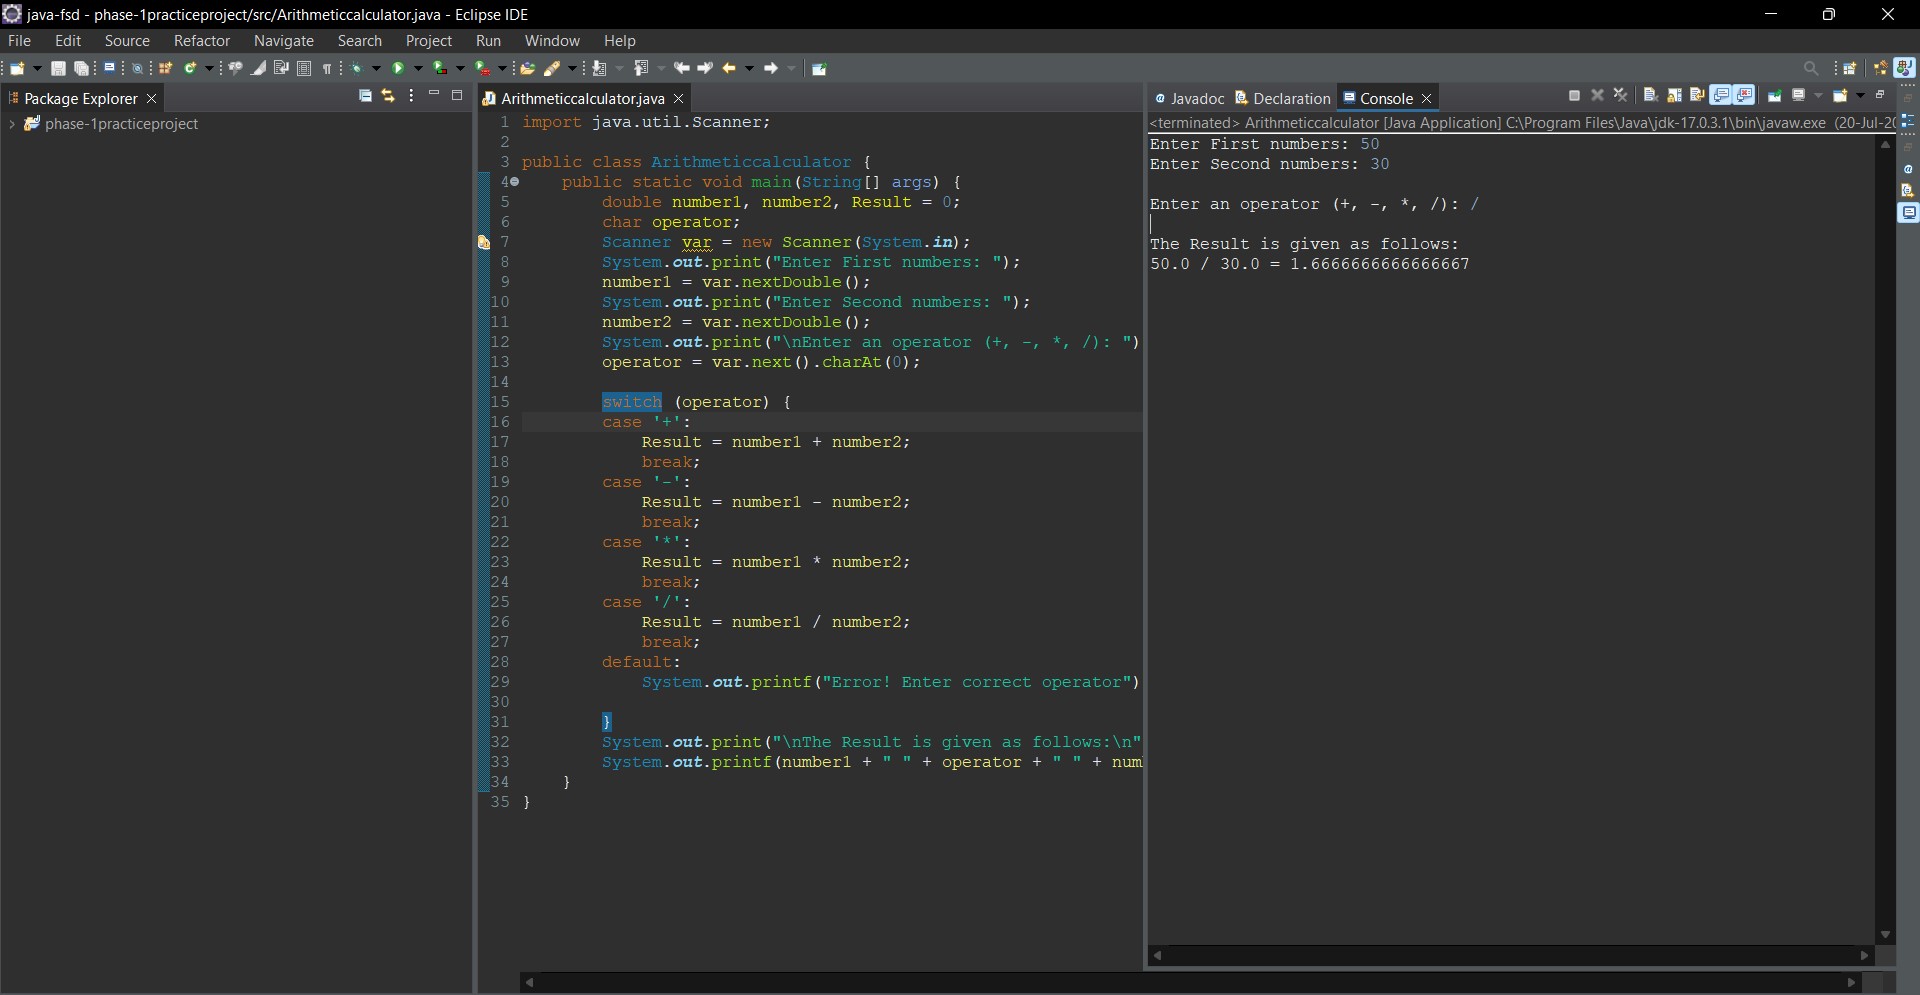 java-fsd - phase-1practiceproject/src/Arithmeticcalculator.java - Eclipse IDE
File Edit Source Refactor Navigate Search Project Run Window Help
Package Explorer
phase-1practiceproject
Arithmeticcalculator.java
1 import java.util.Scanner;
2
3 public class Arithmeticcalculator {
4 public static void main(String[] args) {
5 double number1, number2, Result = 0;
6 char operator;
7 Scanner var = new Scanner(System.in);
8 System.out.print("Enter First numbers: ");
9 number1 = var.nextDouble();
10 System.out.print("Enter Second numbers: ");
11 number2 = var.nextDouble();
12 System.out.print("\nEnter an operator (+, -, *, /): ")
13 operator = var.next().charAt(0);
14
15 switch (operator) {
16 case '+':
17 Result = number1 + number2;
18 break;
19 case '-':
20 Result = number1 - number2;
21 break;
22 case '*':
23 Result = number1 * number2;
24 break;
25 case '/':
26 Result = number1 / number2;
27 break;
28 default:
29 System.out.printf("Error! Enter correct operator")
30
31 }
32 System.out.print("\nThe Result is given as follows:\n"
33 System.out.printf(number1 + " " + operator + " " + num
34 }
35 }
Javadoc Declaration Console
<terminated> Arithmeticcalculator [Java Application] C:\Program Files\Java\jdk-17.0.3.1\bin\javaw.exe (20-Jul-20
Enter First numbers: 50
Enter Second numbers: 30
Enter an operator (+, -, *, /): /
The Result is given as follows:
50.0 / 30.0 = 1.6666666666666667